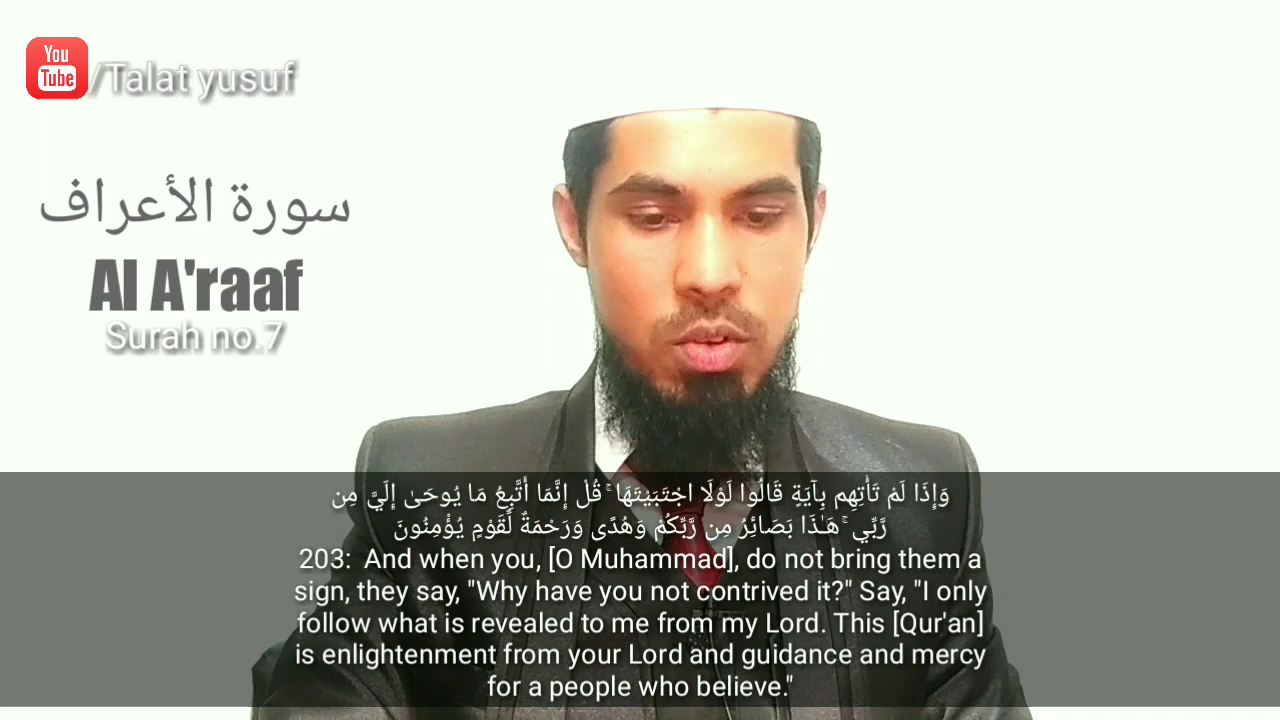 You
Tube
/Talat yusuf
سورة الأعراف
Al A'raaf
Surah no.7
وَإِذَا لَمْ تَأْتِهِم بِآيَةٍ قَالُوا لَوْلَا اجْتَبَيْتَهَا ۚ قُلْ إِنَّمَا أَتَّبِعُ مَا يُوحَىٰ إِلَيَّ مِن
رَّبِّي ۚ هَـٰذَا بَصَائِرُ مِن رَّبِّكُمْ وَهُدًى وَرَحْمَةٌ لِّقَوْمٍ يُؤْمِنُونَ
203:  And when you, [O Muhammad], do not bring them a
sign, they say, "Why have you not contrived it?" Say, "I only
follow what is revealed to me from my Lord. This [Qur'an]
is enlightenment from your Lord and guidance and mercy
for a people who believe."